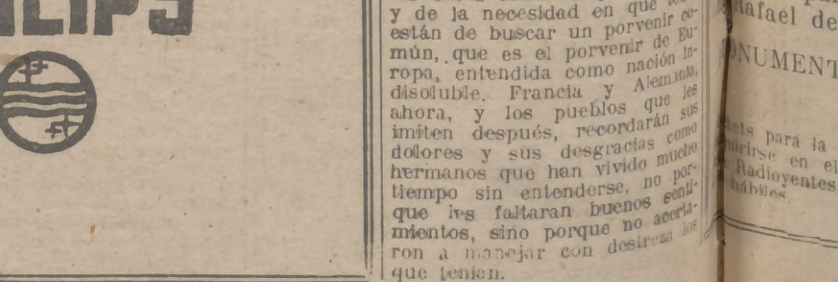 y de la necesidad en que
están de buscar un porvenir co-
mún, que es el porvenir de Eu-
ropa, entendida como nación in-
disoluble. Francia y Alemania,
ahora, y los pueblos que les
imiten después, recordarán sus
dolores y sus desgracias como
hermanos que han vivido mucho
tiempo sin entenderse, no por-
que les faltaran buenos senti-
mientos, sino porque no acerta-
ron a manejar con destreza los
que tenían.
Rafael de
para la
en el
Radioyentes
hábiles